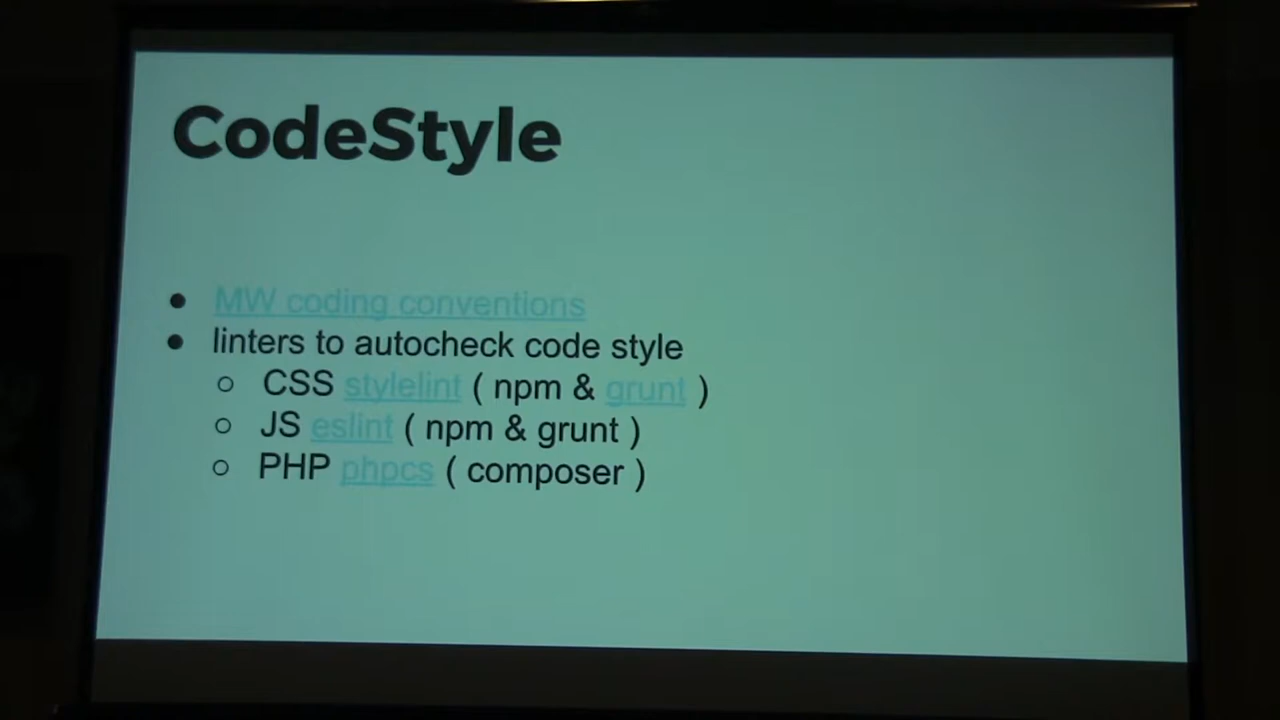 CodeStyle
● MW coding conventions
● linters to autocheck code style
○ CSS stylelint ( npm & grunt )
○ JS eslint ( npm & grunt )
○ PHP phpcs ( composer )